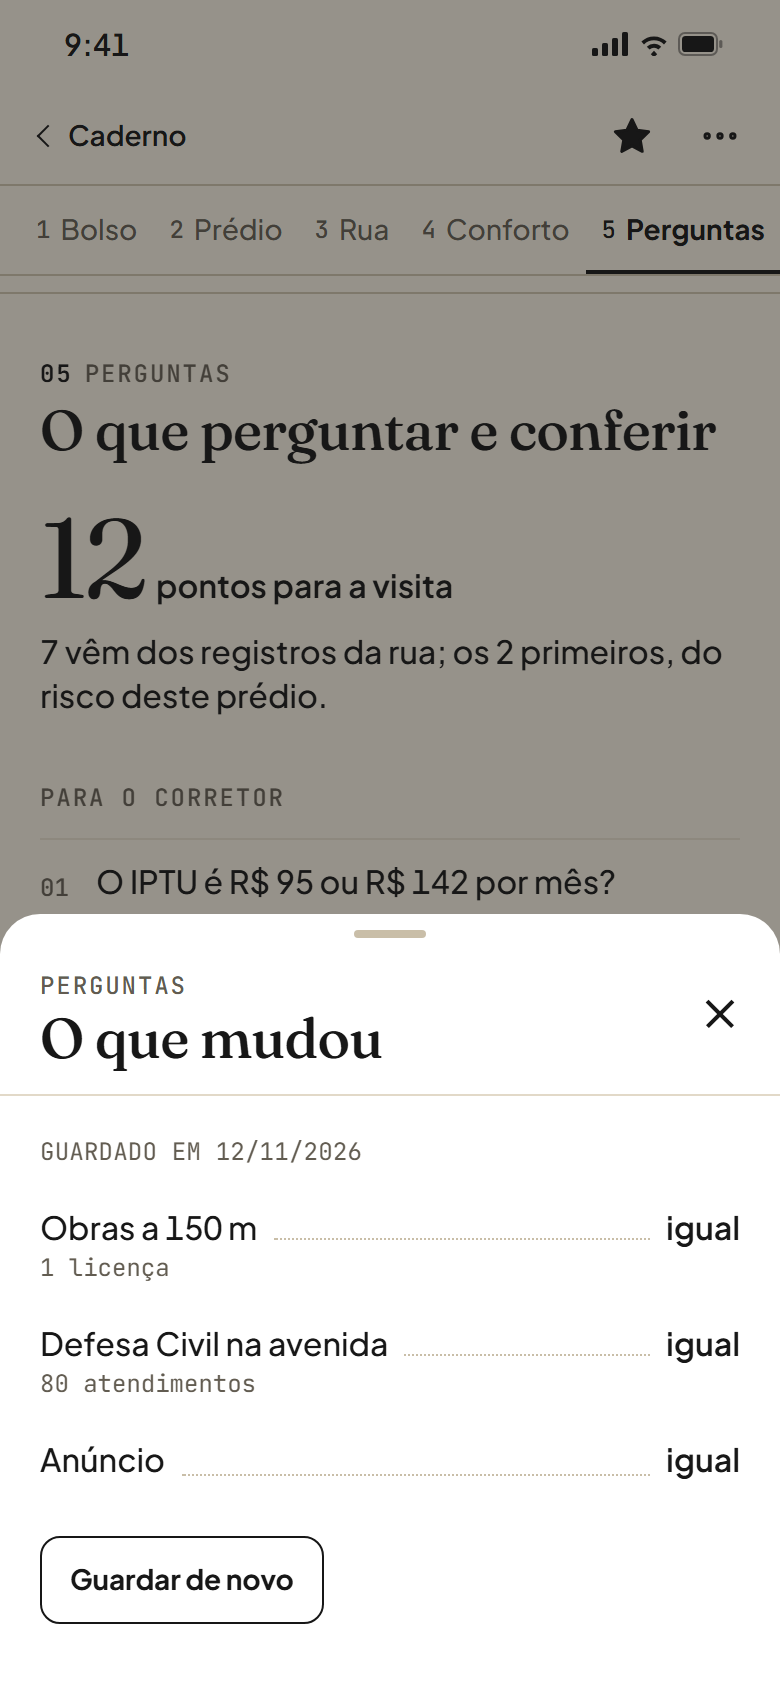 9:41
Caderno
1 Bolso 2 Prédio 3 Rua 4 Conforto 5 Perguntas
05 PERGUNTAS
O que perguntar e conferir
12 pontos para a visita
7 vêm dos registros da rua; os 2 primeiros, do
risco deste prédio.
PARA O CORRETOR
01 O IPTU é R$ 95 ou R$ 142 por mês?
PERGUNTAS
O que mudou
GUARDADO EM 12/11/2026
Obras a 150 m igual
1 licença
Defesa Civil na avenida igual
80 atendimentos
Anúncio igual
Guardar de novo